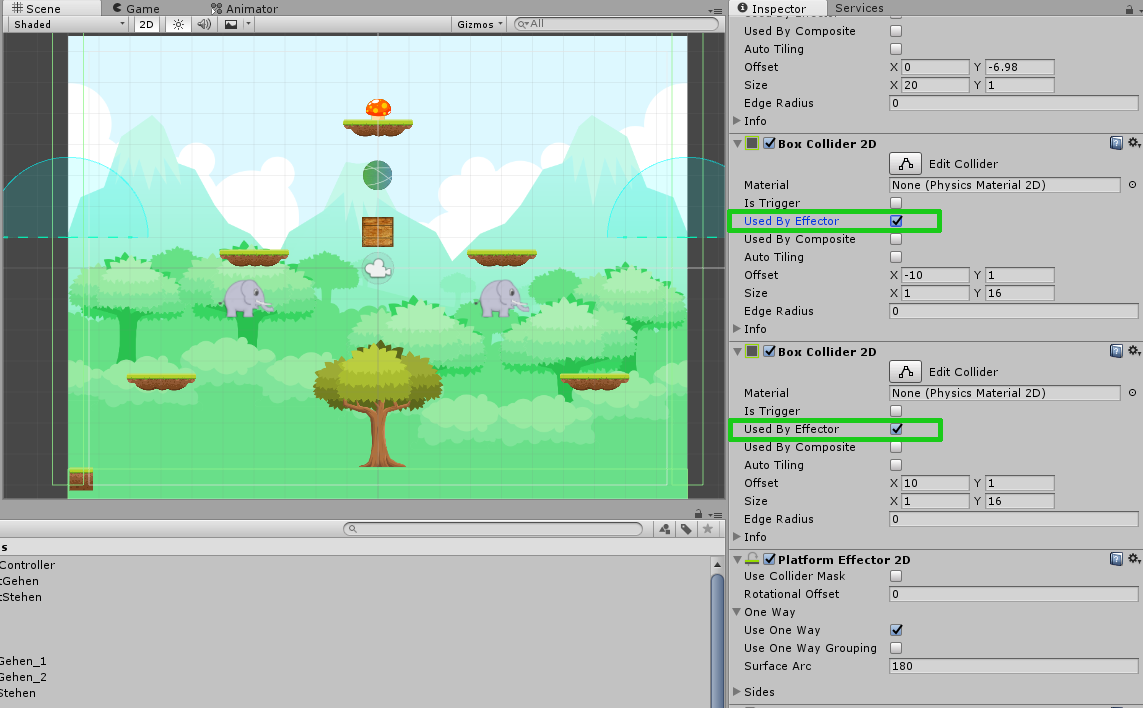 Scene Game Animator
Shaded 2D Gizmos All
s
Controller
tGehen
tStehen
Gehen_1
Gehen_2
Stehen
Inspector Services
Used By Effector
Used By Composite
Auto Tiling
Offset X 0 Y -6.98
Size X 20 Y 1
Edge Radius 0
Info
Box Collider 2D
Edit Collider
Material None (Physics Material 2D)
Is Trigger
Used By Effector
Used By Composite
Auto Tiling
Offset X -10 Y 1
Size X 1 Y 16
Edge Radius 0
Info
Box Collider 2D
Edit Collider
Material None (Physics Material 2D)
Is Trigger
Used By Effector
Used By Composite
Auto Tiling
Offset X 10 Y 1
Size X 1 Y 16
Edge Radius 0
Info
Platform Effector 2D
Use Collider Mask
Rotational Offset 0
One Way
Use One Way
Use One Way Grouping
Surface Arc 180
Sides